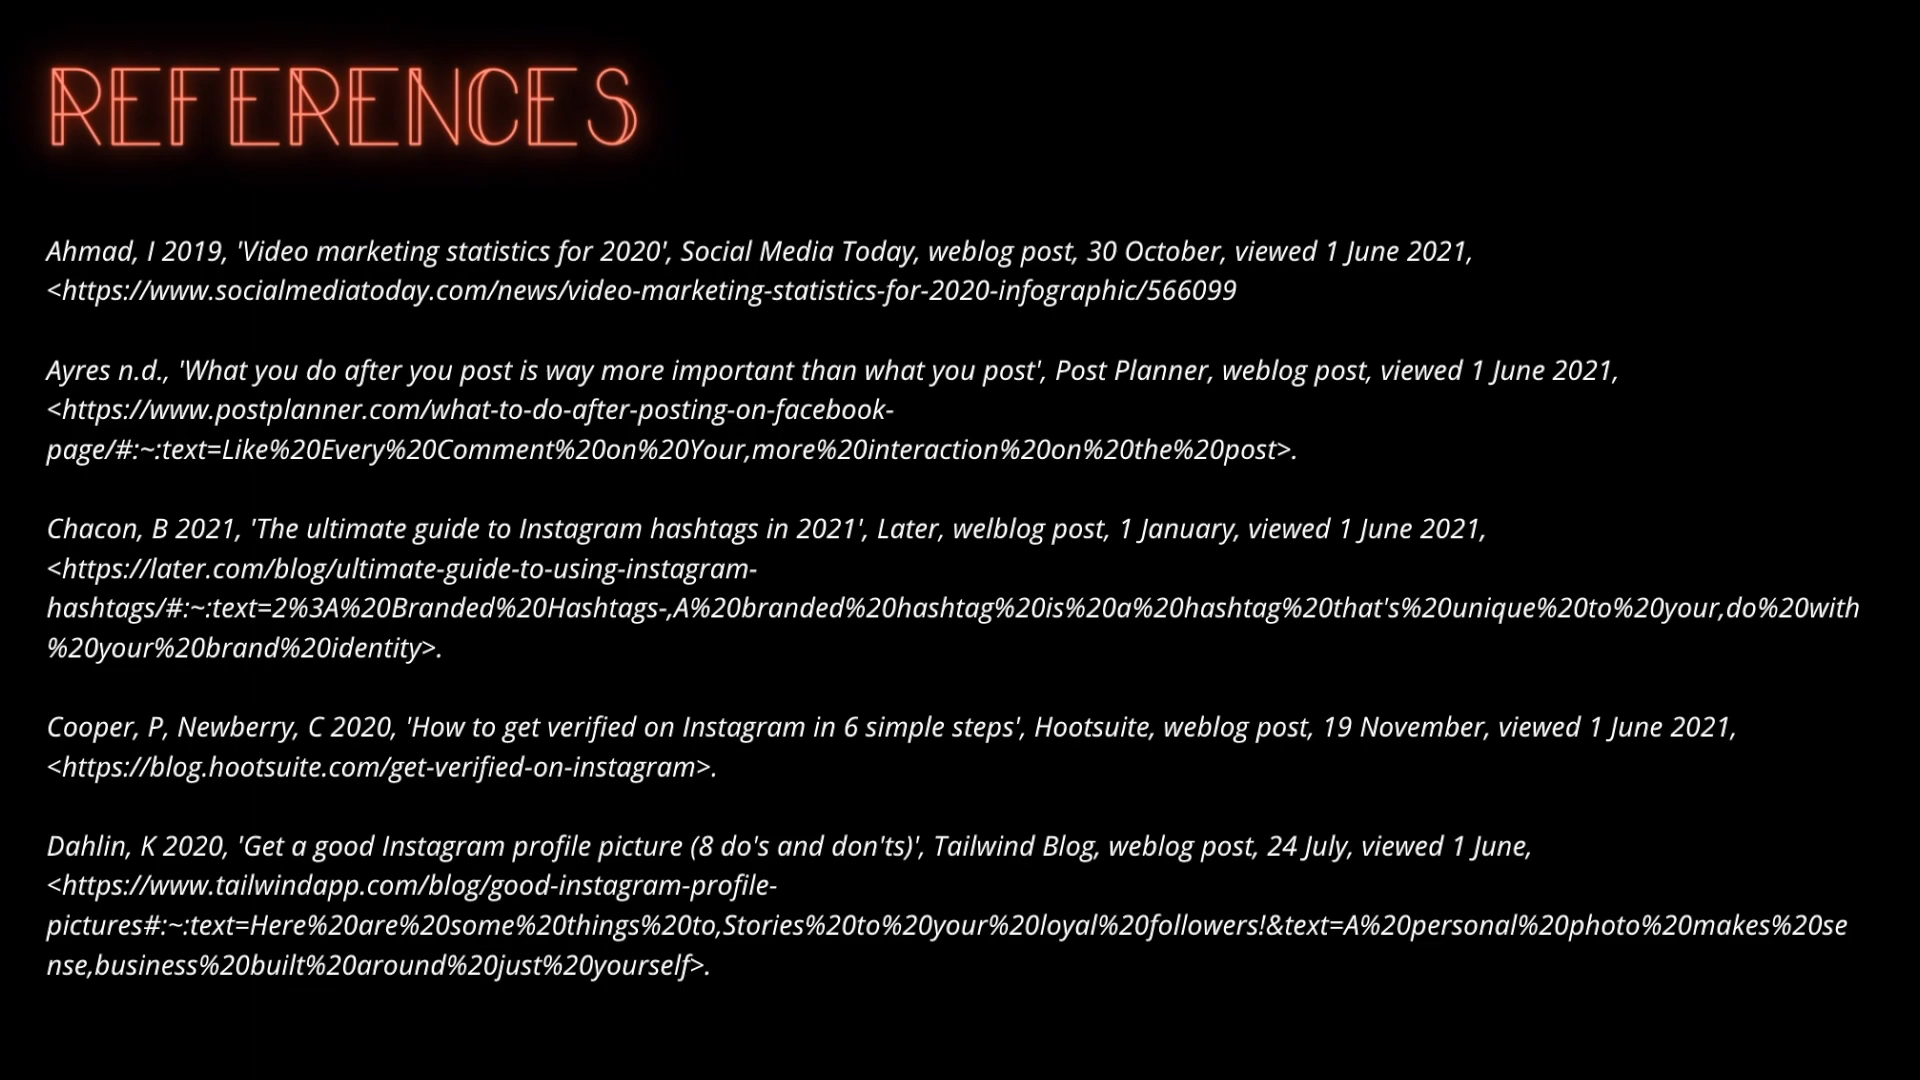 REFERENCES
Ahmad, I 2019, 'Video marketing statistics for 2020', Social Media Today, weblog post, 30 October, viewed 1 June 2021,
<https://www.socialmediatoday.com/news/video-marketing-statistics-for-2020-infographic/566099
Ayres n.d., 'What you do after you post is way more important than what you post', Post Planner, weblog post, viewed 1 June 2021,
<https://www.postplanner.com/what-to-do-after-posting-on-facebook-
page/#:~:text=Like%20Every%20Comment%20on%20Your,more%20interaction%20on%20the%20post>.
Chacon, B 2021, 'The ultimate guide to Instagram hashtags in 2021', Later, welblog post, 1 January, viewed 1 June 2021,
<https://later.com/blog/ultimate-guide-to-using-instagram-
hashtags/#:~:text=2%3A%20Branded%20Hashtags-,A%20branded%20hashtag%20is%20a%20hashtag%20that's%20unique%20to%20your,do%20with
%20your%20brand%20identity>.
Cooper, P, Newberry, C 2020, 'How to get verified on Instagram in 6 simple steps', Hootsuite, weblog post, 19 November, viewed 1 June 2021,
<https://blog.hootsuite.com/get-verified-on-instagram>.
Dahlin, K 2020, 'Get a good Instagram profile picture (8 do's and don'ts)', Tailwind Blog, weblog post, 24 July, viewed 1 June,
<https://www.tailwindapp.com/blog/good-instagram-profile-
pictures#:~:text=Here%20are%20some%20things%20to,Stories%20to%20your%20loyal%20followers!&text=A%20personal%20photo%20makes%20se
nse,business%20built%20around%20just%20yourself>.